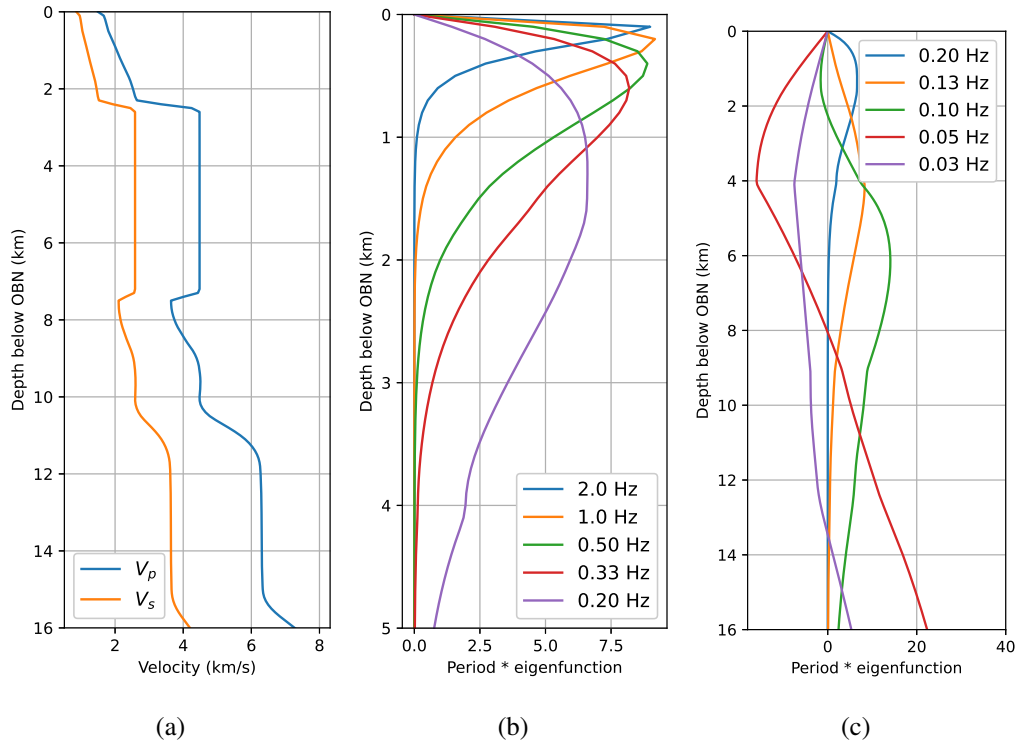 0
2
4
6
8
10
12
14
16
2
4
6
8
Depth below OBN (km)
Velocity (km/s)
V_p
V_s
(a)
0
1
2
3
4
5
0.0
2.5
5.0
7.5
Depth below OBN (km)
Period * eigenfunction
2.0 Hz
1.0 Hz
0.50 Hz
0.33 Hz
0.20 Hz
(b)
0
2
4
6
8
10
12
14
16
0
20
40
Depth below OBN (km)
Period * eigenfunction
0.20 Hz
0.13 Hz
0.10 Hz
0.05 Hz
0.03 Hz
(c)